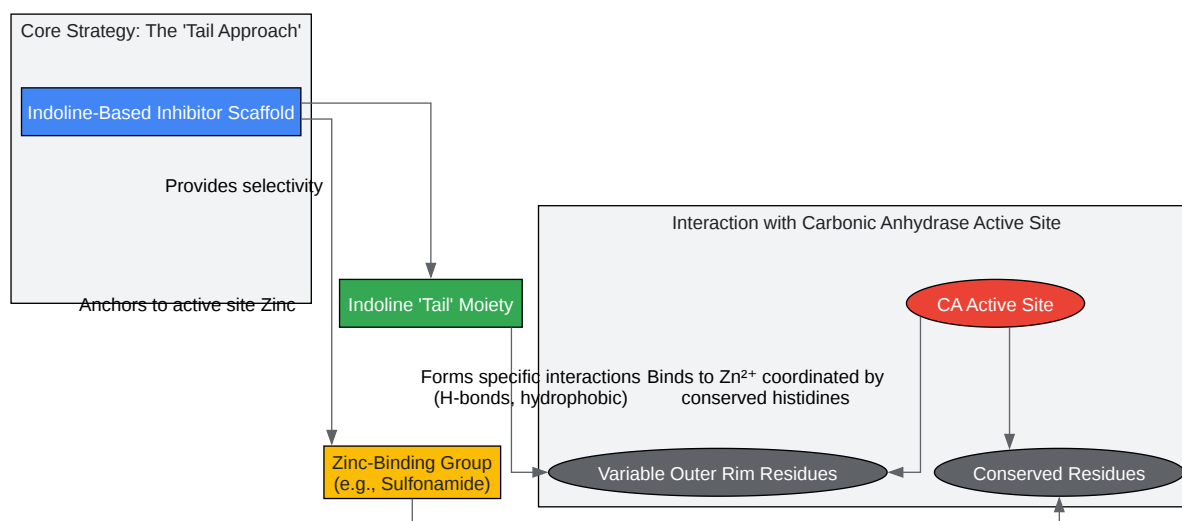 Core Strategy: The 'Tail Approach'
Indoline-Based Inhibitor Scaffold
Provides selectivity
Interaction with Carbonic Anhydrase Active Site
Anchors to active site Zinc
Indoline 'Tail' Moiety
CA Active Site
Forms specific interactions
(H-bonds, hydrophobic)
Binds to Zn²⁺ coordinated by
conserved histidines
Zinc-Binding Group
(e.g., Sulfonamide)
Variable Outer Rim Residues
Conserved Residues